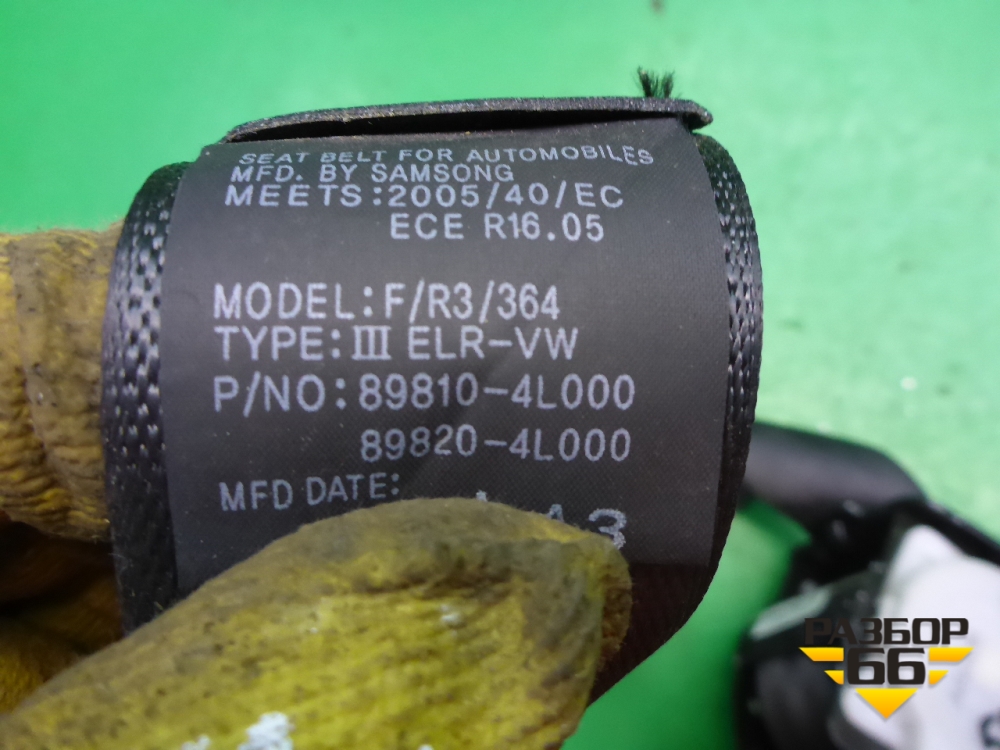 SEAT BELT FOR AUTOMOBILES
MFD. BY SAMSONG
MEETS:2005/40/EC
ECE R16.05
MODEL:F/R3/364
TYPE:III ELR-VW
P/NO:89810-4L000
89820-4L000
MFD DATE:
РАЗБОР
66